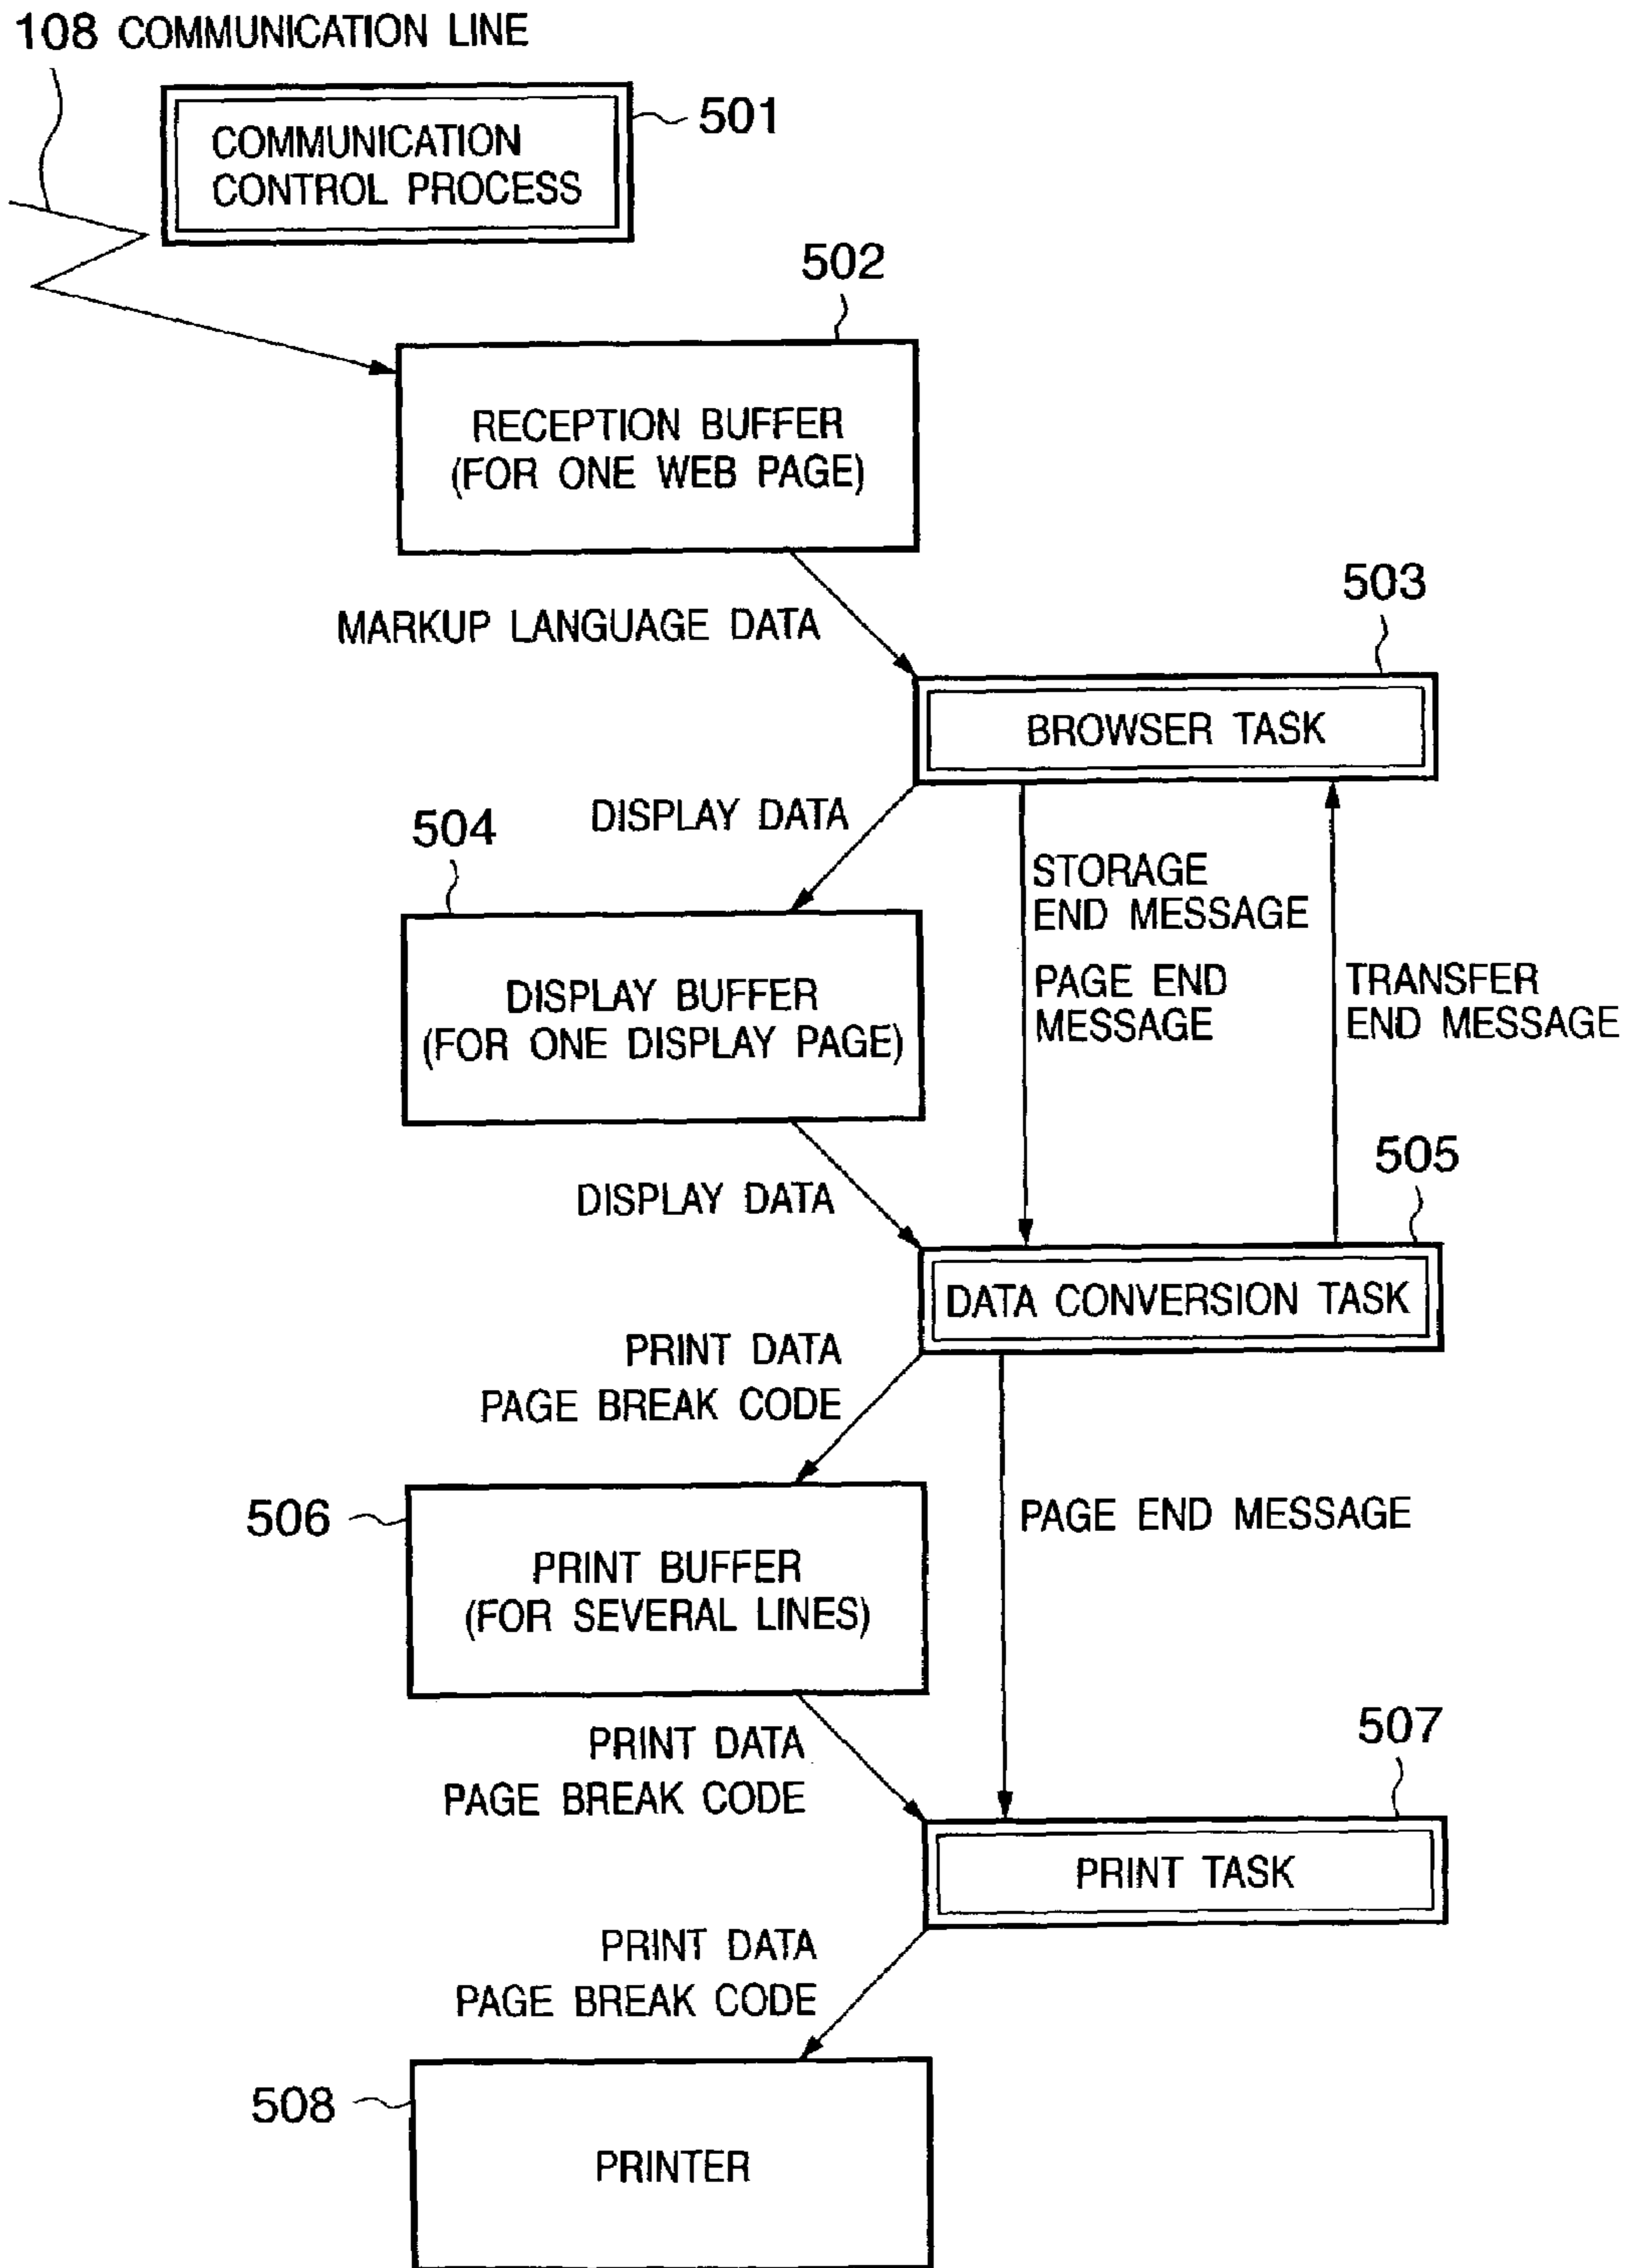 108 COMMUNICATION LINE
501
COMMUNICATION
CONTROL PROCESS
502
RECEPTION BUFFER
(FOR ONE WEB PAGE)
503
MARKUP LANGUAGE DATA
BROWSER TASK
DISPLAY DATA
504
STORAGE
END MESSAGE
PAGE END
MESSAGE
TRANSFER
END MESSAGE
DISPLAY BUFFER
(FOR ONE DISPLAY PAGE)
505
DISPLAY DATA
DATA CONVERSION TASK
PRINT DATA
PAGE BREAK CODE
506
PAGE END MESSAGE
PRINT BUFFER
(FOR SEVERAL LINES)
507
PRINT DATA
PAGE BREAK CODE
PRINT TASK
PRINT DATA
PAGE BREAK CODE
508
PRINTER